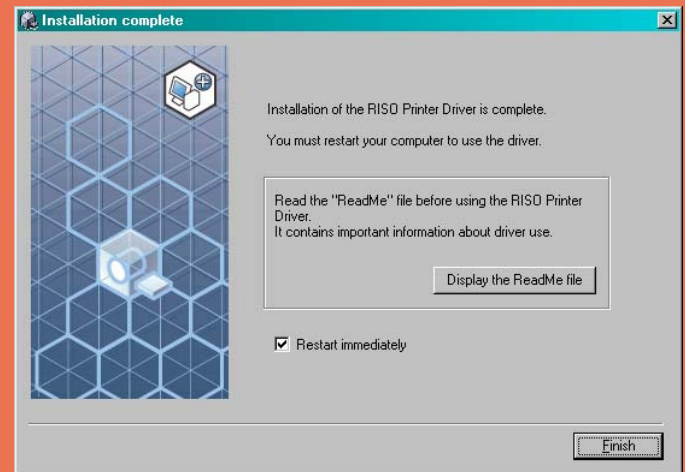 Installation complete
Installation of the RISO Printer Driver is complete.
You must restart your computer to use the driver.
Read the "ReadMe" file before using the RISO Printer
Driver.
It contains important information about driver use.
Display the ReadMe file
Restart immediately
Finish